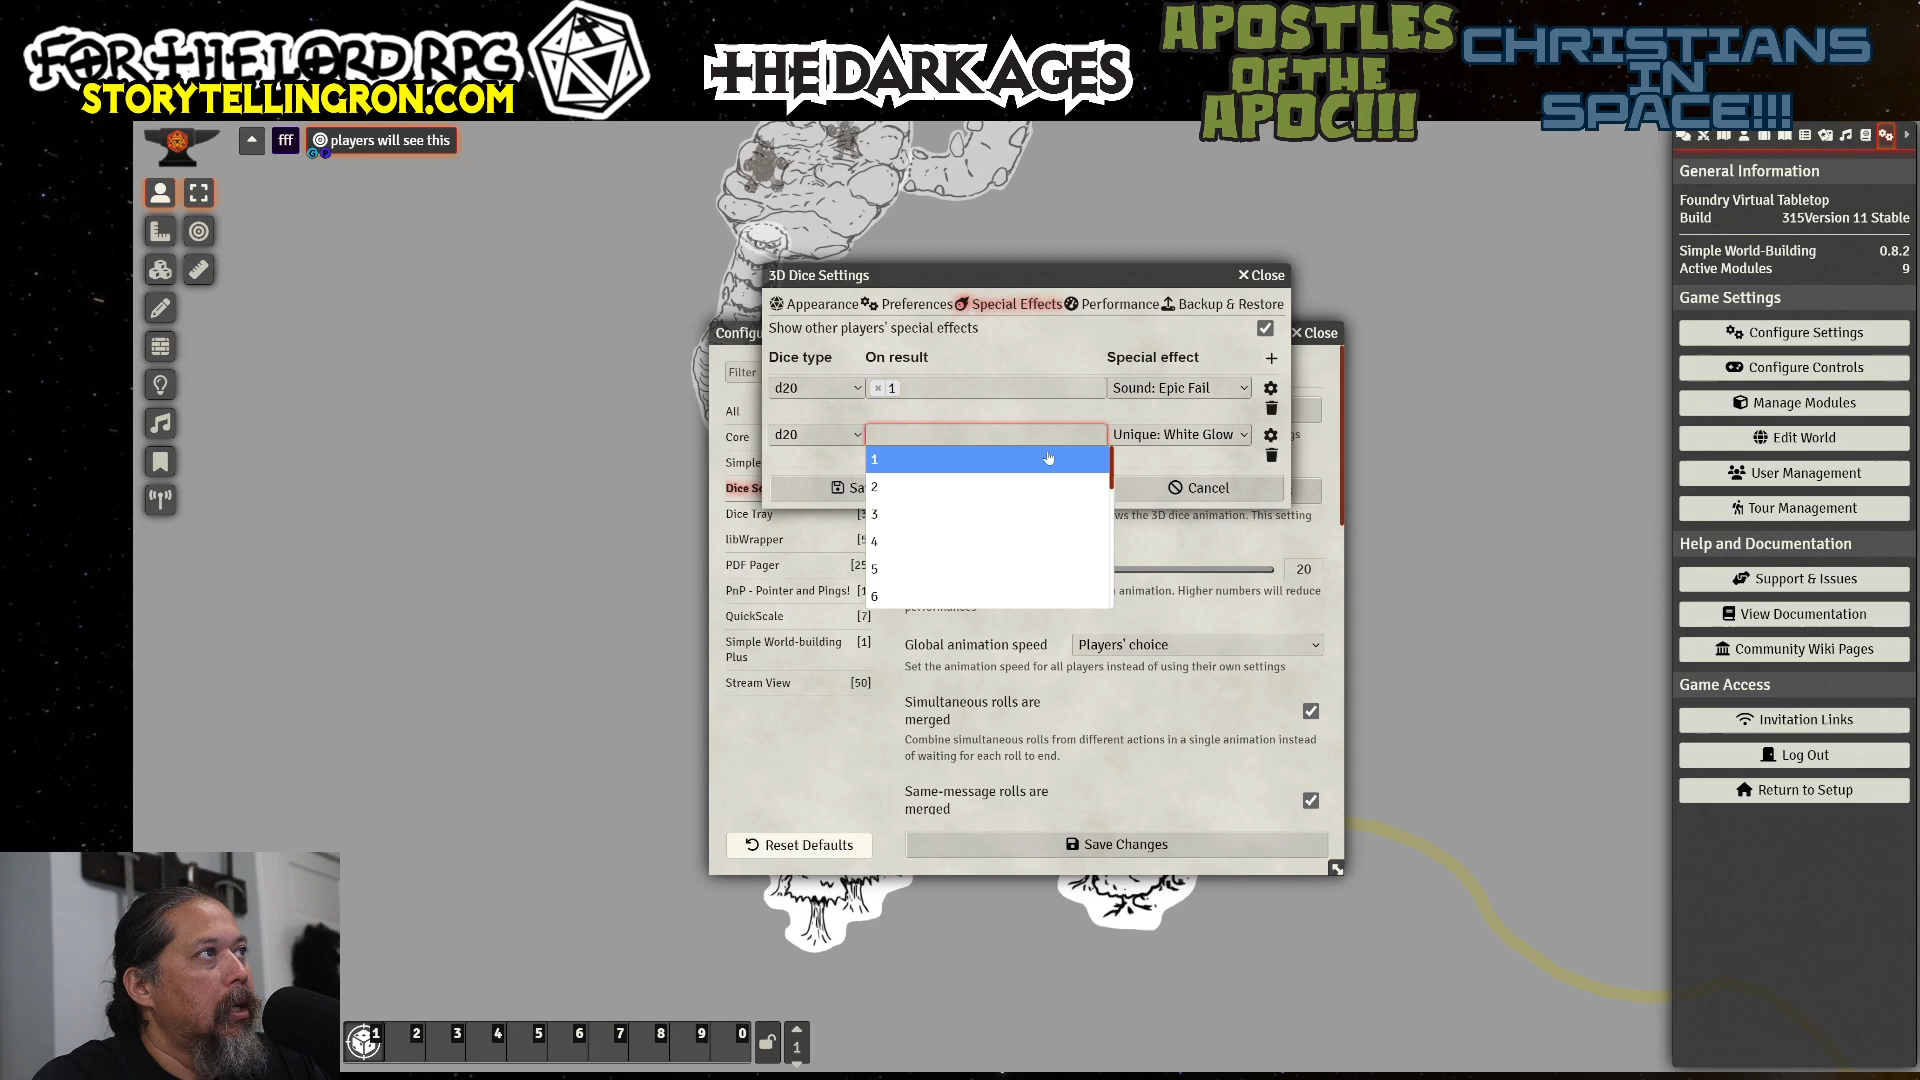 FOR THE LORD RPG
STORYTELLINGRON.COM
THE DARK AGES
APOSTLES
OF THE
APOC!!!
CHRISTIANS
IN
SPACE!!!
fff
players will see this
G P
3D Dice Settings
Close
Appearance
Preferences
Special Effects
Performance
Backup & Restore
Show other players' special effects
Dice type
On result
Special effect
d20
× 1
Sound: Epic Fail
d20
Unique: White Glow
1
2
3
4
5
6
Cancel
Close
Filter
All
Core
Simple
Dice Tray
libWrapper
PDF Pager
PnP - Pointer and Pings!
QuickScale [7]
Simple World-building [1]
Plus
Stream View [50]
ws the 3D dice animation. This setting
20
animation. Higher numbers will reduce
performances
Global animation speed
Players' choice
Set the animation speed for all players instead of using their own settings
Simultaneous rolls are
merged
Combine simultaneous rolls from different actions in a single animation instead
of waiting for each roll to end.
Same-message rolls are
merged
Reset Defaults
Save Changes
General Information
Foundry Virtual Tabletop
Build 315Version 11 Stable
Simple World-Building 0.8.2
Active Modules 9
Game Settings
Configure Settings
Configure Controls
Manage Modules
Edit World
User Management
Tour Management
Help and Documentation
Support & Issues
View Documentation
Community Wiki Pages
Game Access
Invitation Links
Log Out
Return to Setup
1 2 3 4 5 6 7 8 9 0
1